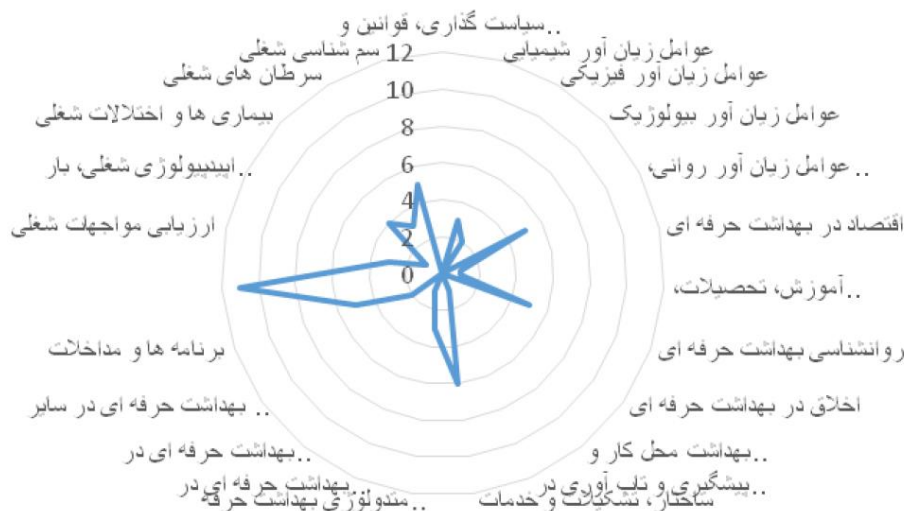 سیاست گذاری، قوانین و..
عوامل زیان آور شیمیایی
عوامل زیان آور فیزیکی
عوامل زیان آور بیولوژیک
عوامل زیان آور روانی، ..
اقتصاد در بهداشت حرفه ای
آموزش، تحصیلات،..
روانشناسی بهداشت حرفه ای
اخلاق در بهداشت حرفه ای
بهداشت محل کار و..
پیشگیری و تاب آوری در..
ساختار، تشکیلات و خدمات
متدولوژی بهداشت حرفه..
بهداشت حرفه ای در..
بهداشت حرفه ای در..
بهداشت حرفه ای در سایر ..
برنامه ها و مداخلات
ارزیابی مواجهات شغلی
اپیدپیولوژی شغلی، بار..
بیماری ها و اختلالات شغلی
سرطان های شغلی
سم شناسی شغلی
12
10
8
6
4
2
0